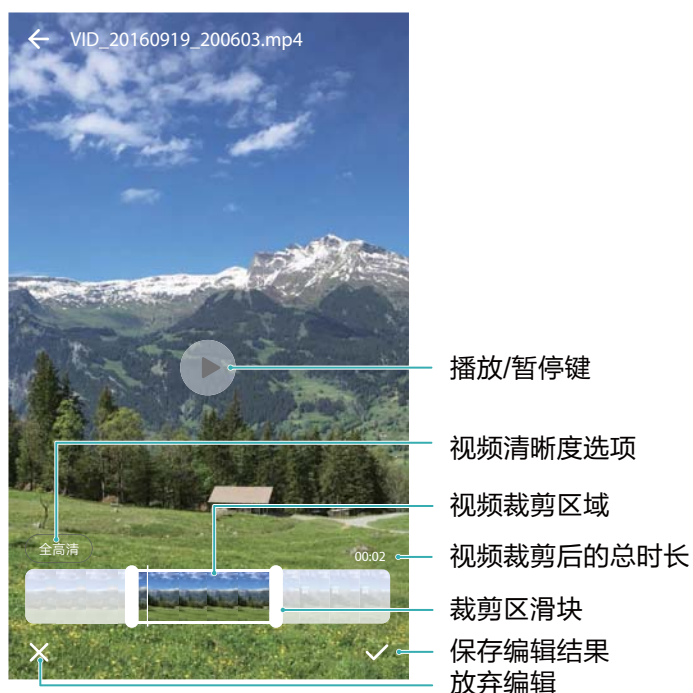 VID_20160919_200603.mp4
播放/暂停键
视频清晰度选项
视频裁剪区域
全高清
00:02
视频裁剪后的总时长
裁剪区滑块
保存编辑结果
放弃编辑